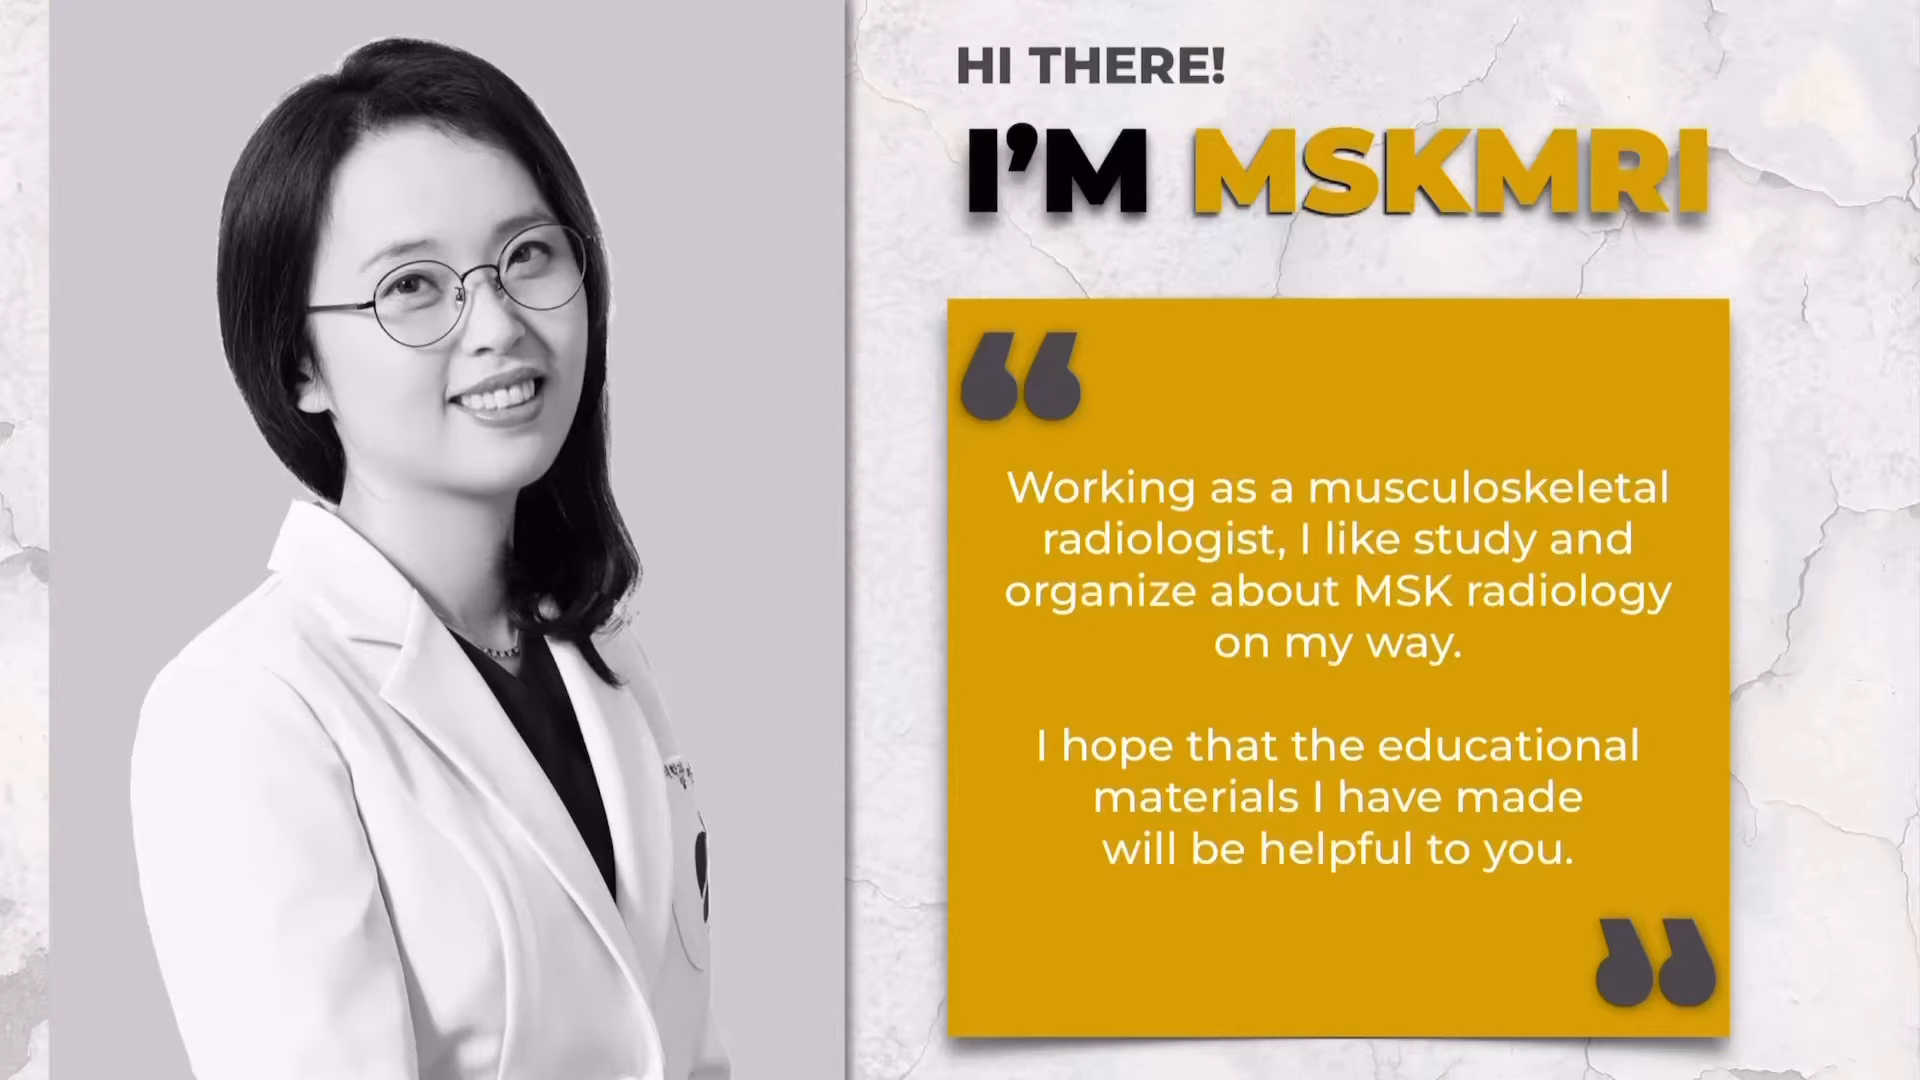 HI THERE!
I’M MSKMRI
“
Working as a musculoskeletal
radiologist, I like study and
organize about MSK radiology
on my way.
I hope that the educational
materials I have made
will be helpful to you.
”